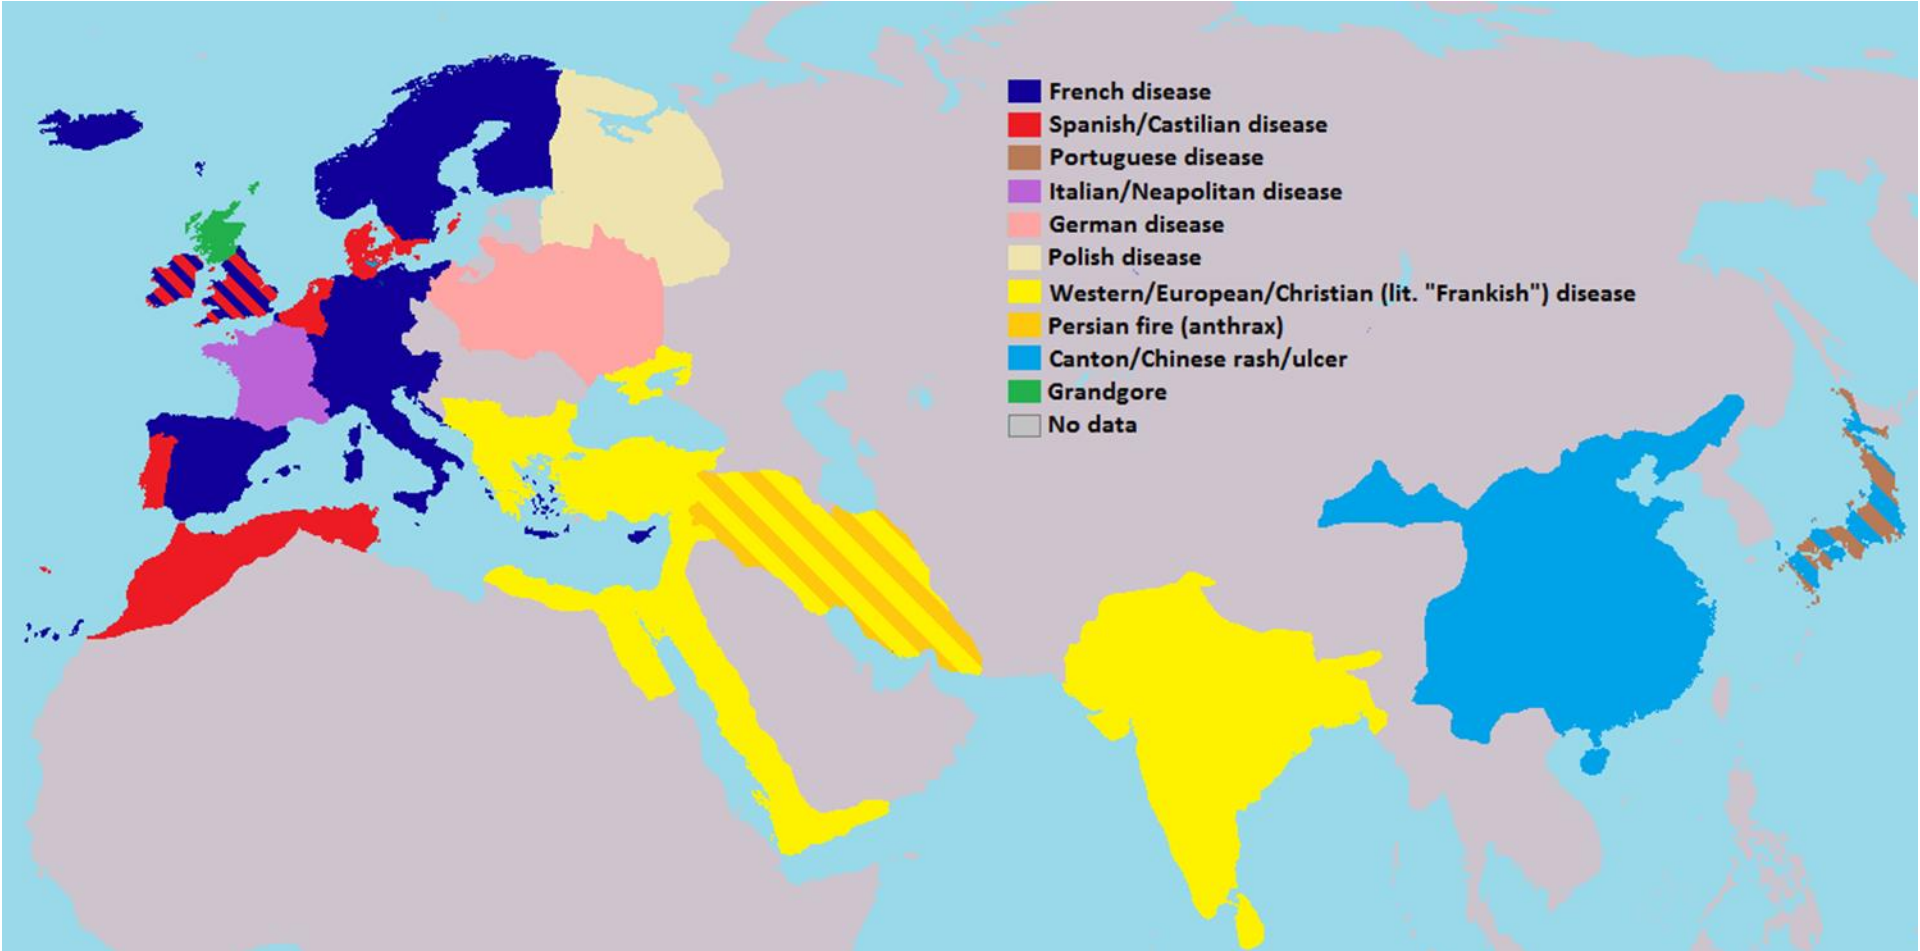 French disease
Spanish/Castilian disease
Portuguese disease
Italian/Neapolitan disease
German disease
Polish disease
Western/European/Christian (lit. "Frankish") disease
Persian fire (anthrax)
Canton/Chinese rash/ulcer
Grandgore
No data